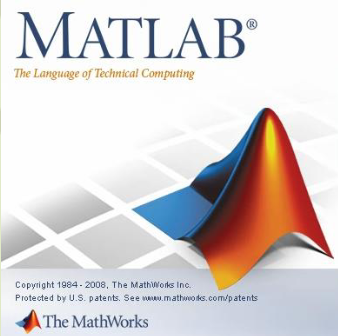 MATLAB®
The Language of Technical Computing
Copyright 1984 - 2008, The MathWorks Inc.
Protected by U.S. patents. See www.mathworks.com/patents
The MathWorks